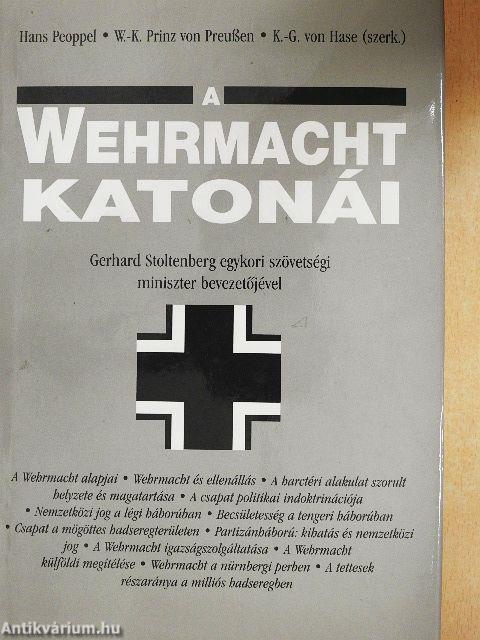 Hans Peoppel • W.-K. Prinz von Preußen • K.-G. von Hase (szerk.)
A
WEHRMACHT
KATONÁI
Gerhard Stoltenberg egykori szövetségi
miniszter bevezetőjével
A Wehrmacht alapjai • Wehrmacht és ellenállás • A harctéri alakulat szorult
helyzete és magatartása • A csapat politikai indoktrinációja
• Nemzetközi jog a légi háborúban • Becsületesség a tengeri háborúban
• Csapat a mögöttes hadseregterületen • Partizánháború: kihatás és nemzetközi
jog • A Wehrmacht igazságszolgáltatása • A Wehrmacht
külföldi megítélése • Wehrmacht a nürnbergi perben • A tettesek
részaránya a milliós hadseregben
Antikvárium.hu